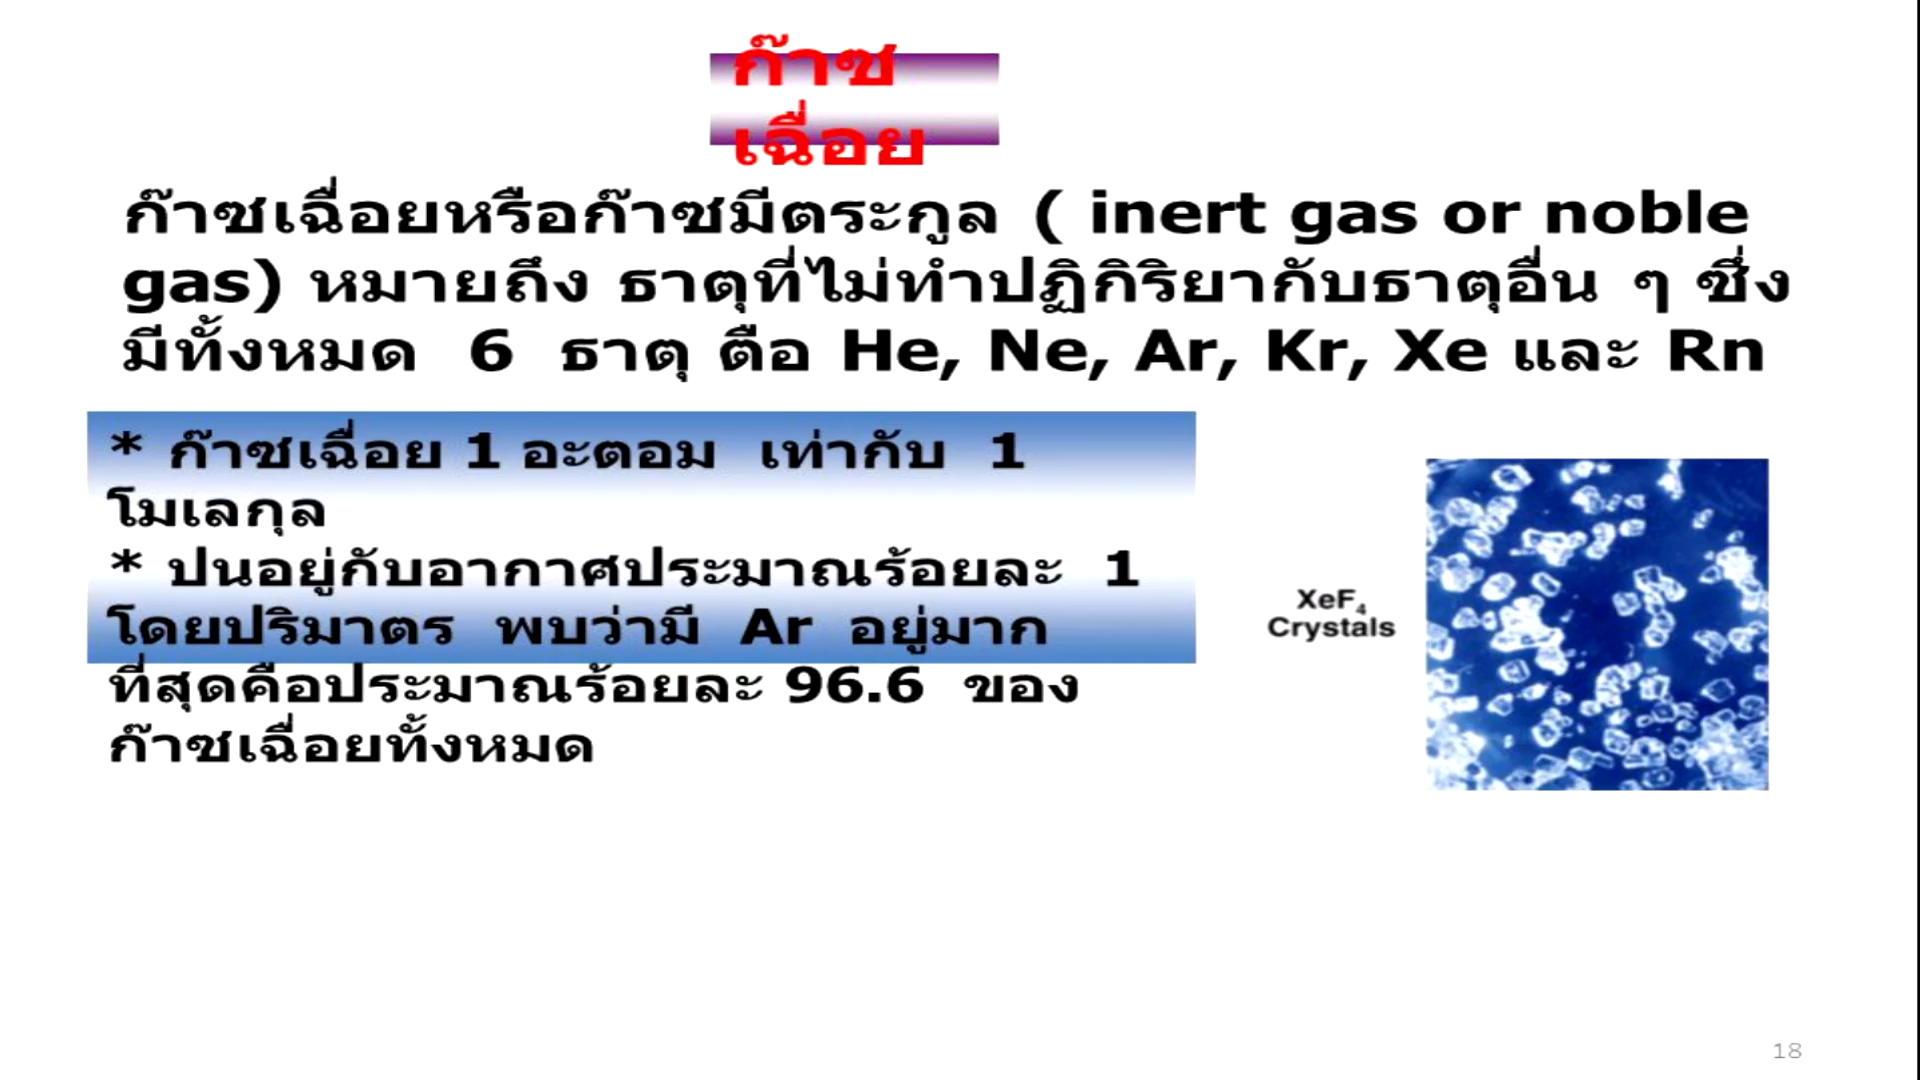 ก๊าซ
เฉื่อย
ก๊าซเฉื่อยหรือก๊าซมีตระกูล ( inert gas or noble
gas) หมายถึง ธาตุที่ไม่ทำปฏิกิริยากับธาตุอื่น ๆ ซึ่ง
มีทั้งหมด 6 ธาตุ ตือ He, Ne, Ar, Kr, Xe และ Rn
* ก๊าซเฉื่อย 1 อะตอม เท่ากับ 1
โมเลกุล
* ปนอยู่กับอากาศประมาณร้อยละ 1
โดยปริมาตร พบว่ามี Ar อยู่มาก
ที่สุดคือประมาณร้อยละ 96.6 ของ
ก๊าซเฉื่อยทั้งหมด
XeF₄
Crystals
18